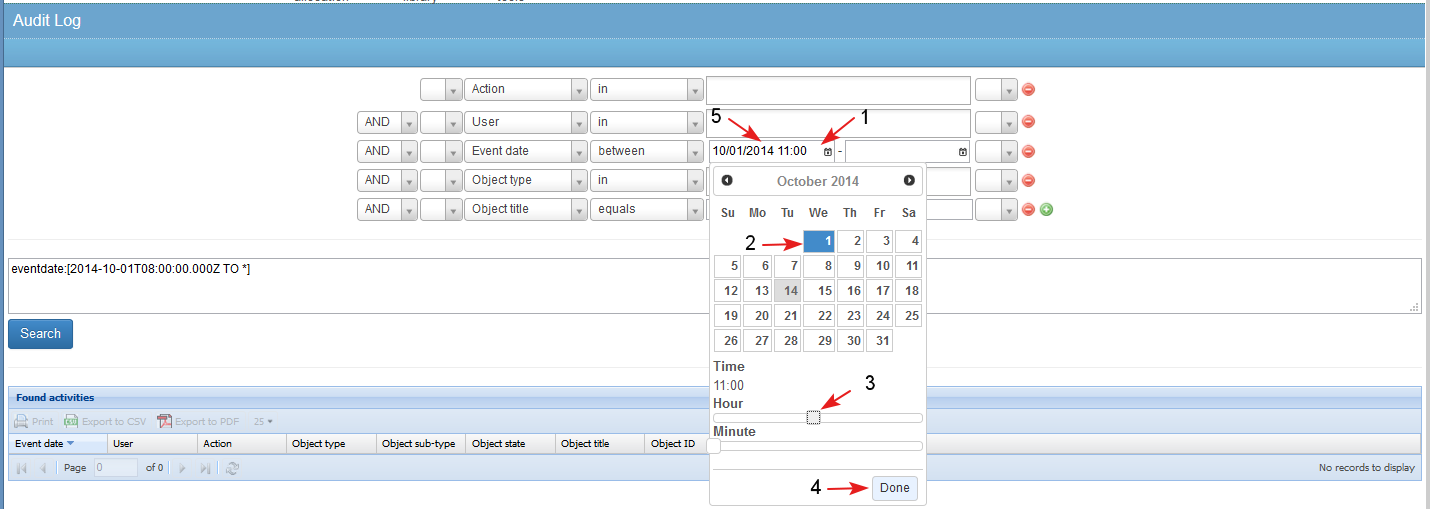 allocation library tools
Audit Log
Action in
5 1
AND User in
AND Event date between 10/01/2014 11:00 -
AND Object type in
AND Object title equals
October 2014
Su Mo Tu We Th Fr Sa
2
1 2 3 4
5 6 7 8 9 10 11
12 13 14 15 16 17 18
19 20 21 22 23 24 25
26 27 28 29 30 31
Time
11:00
Hour
3
Minute
4 Done
eventdate:[2014-10-01T08:00:00.000Z TO *]
Search
Found activities
Print Export to CSV Export to PDF 25
Event date User Action Object type Object sub-type Object state Object title Object ID
Page 0 of 0 No records to display